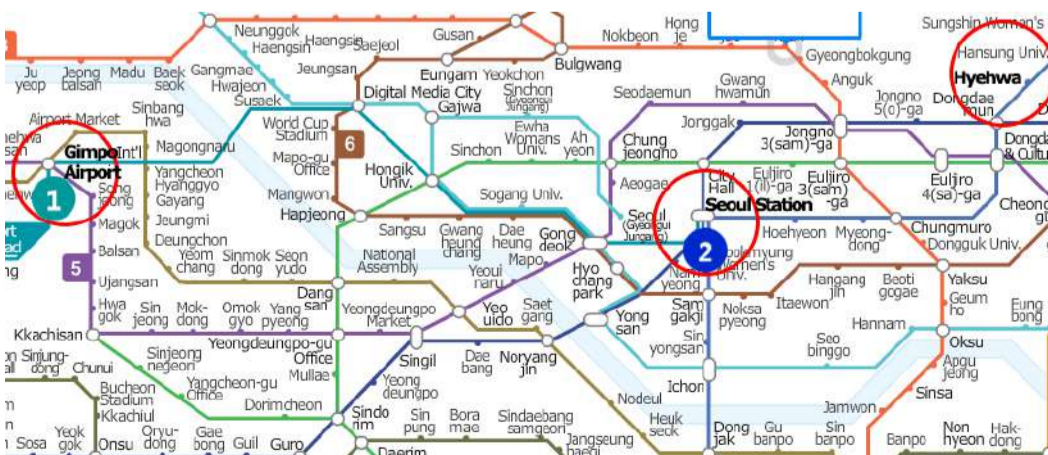 Sungshin Women's
Neunggok
Haengsin
Haengsin
Saejeol
Gusan
Nokbeon
Hong
je
Gyeongbokgung
Hansung Univ.
Hyehwa
Ju
yeop
Jeong
balsan
Madu
Baek
seok
Gangmae
Hwajeon
Susaek
Jeungsan
Eungam
Yeokchon
Bulgwang
Anguk
Digital Media City
Gajwa
Sinchon
(Gyeongui
Jungang)
Seodaemun
Gwang
hwamun
Jongno
5(o)-ga
Dongdae
Airport Market
Sinbang
hwa
World Cup
Stadium
6
Ewha
Womans
Univ.
Ah
yeon
Chung
jeongho
Jonggak
Jongno
3(sam)-ga
Gimpo Int'l
Airport
Nagongnaru
Mapo-gu
Office
Hongik
Univ.
Sinchon
1
Song
jeong
Yangcheon
Hyanggyo
Gayang
Mangwon
Sogang Univ.
Aeogae
City
Hall
Euljiro
1(il)-ga
Euljiro
3(sam)
-ga
Euljiro
4(sa)-ga
Magok
Jeungmi
Hapjeong
Seoul
(Gyeongui
Jungang)
Seoul Station
Balsan
Deungchon
Yeom
chang
Sinmok
dong
Seon
yudo
Sangsu
Gwang
heung
Dae
heung
Gong
deok
2
Hoehyeon
Myeong-
dong
Chungmuro
Dongguk Univ.
5
Ujangsan
National
Assembly
Yeoui
naru
Mapo
Hyo
chang
park
Nam
yeong
Univ.
Hangang
jin
Beoti
gogae
Yaksu
Hwa
gok
Sin
jeong
Mok-
dong
Omok
gyo
Yang
pyeong
Dang
san
Yeongdeungpo
Market
Yeo
uido
Saet
gang
Yong
san
Sam
gakji
Noksa
pyeong
Itaewon
Geum
ho
Eung
bong
Kkachisan
Yeongdeungpo-gu
Office
Singil
Dae
bang
Noryang
jin
Sin
yongsan
Hannam
Seo
binggo
Oksu
Sinjung-
dong
Chunui
Sinjeong
negeori
Mullae
Ichon
Apgu
jeong
Bucheon
Stadium
Kkachiul
Yangcheon-gu
Office
Dorimcheon
Yeong
deungpo
Nodeul
Sinsa
Sindo
rim
Sin
pung
Bora
mae
Sindaebang
samgeori
Heuk
seok
Jamwon
Sosa
Yeok
gok
Onsu
Oryu-
dong
Gae
bong
Guil
Guro
Daerim
Jangseung
Dong
jak
Gu
banpo
Sin
banpo
Banpo
Non
hyeon
Hak-
dong